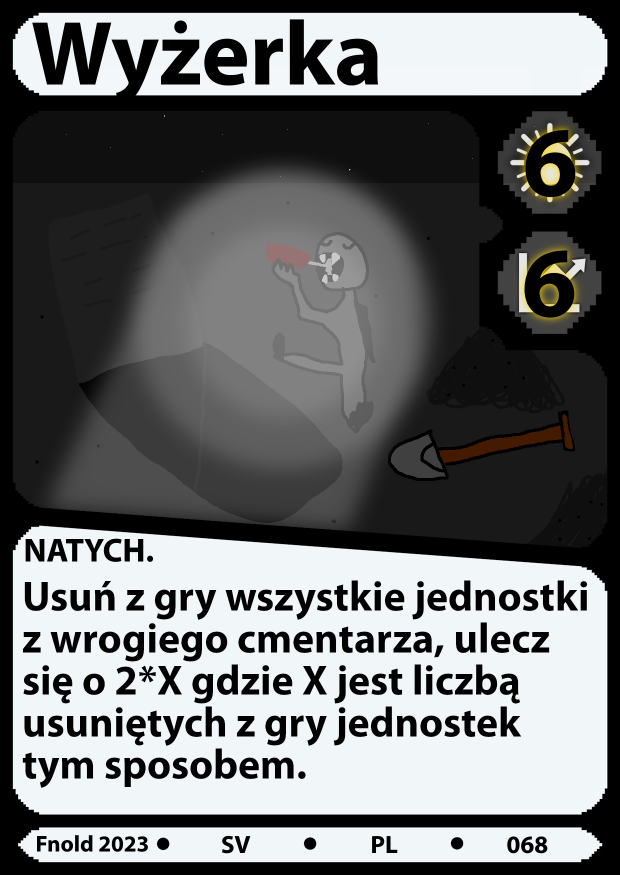 Wyżerka
6
6
NATYCH.
Usuń z gry wszystkie jednostki
z wrogiego cmentarza, ulecz
się o 2*X gdzie X jest liczbą
usuniętych z gry jednostek
tym sposobem.
Fnold 2023 • SV • PL • 068